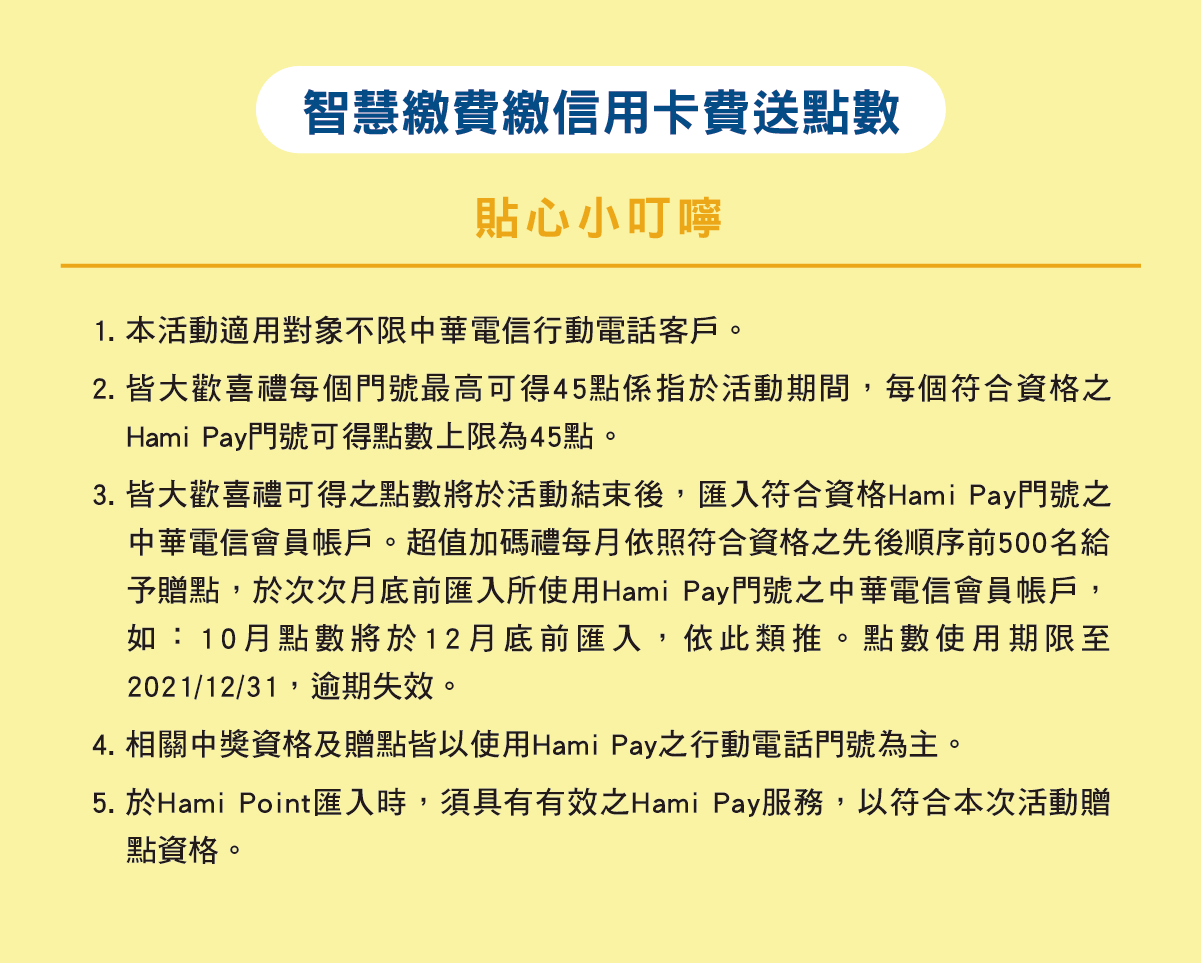 智慧繳費繳信用卡費送點數
貼心小叮嚀
1. 本活動適用對象不限中華電信行動電話客戶。
2. 皆大歡喜禮每個門號最高可得45點係指於活動期間，每個符合資格之
Hami Pay門號可得點數上限為45點。
3. 皆大歡喜禮可得之點數將於活動結束後，匯入符合資格Hami Pay門號之
中華電信會員帳戶。超值加碼禮每月依照符合資格之先後順序前500名給
予贈點，於次次月底前匯入所使用Hami Pay門號之中華電信會員帳戶，
如：10月點數將於12月底前匯入，依此類推。點數使用期限至
2021/12/31，逾期失效。
4. 相關中獎資格及贈點皆以使用Hami Pay之行動電話門號為主。
5. 於Hami Point匯入時，須具有有效之Hami Pay服務，以符合本次活動贈
點資格。